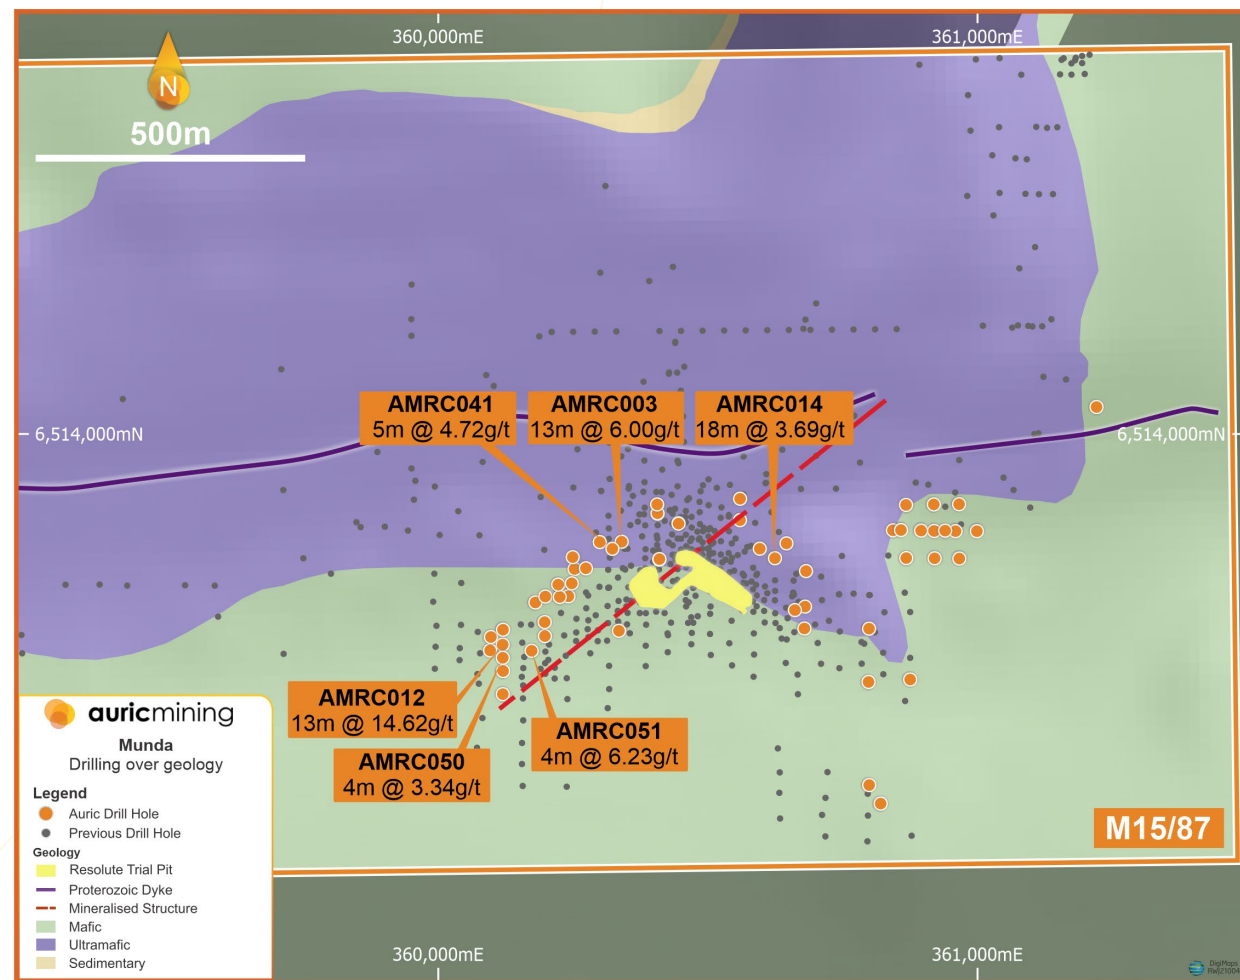 360,000mE
361,000mE
N
500m
AMRC041
5m @ 4.72g/t
AMRC003
13m @ 6.00g/t
AMRC014
18m @ 3.69g/t
6,514,000mN
6,514,000mN
AMRC012
13m @ 14.62g/t
AMRC051
4m @ 6.23g/t
AMRC050
4m @ 3.34g/t
auricmining
Munda
Drilling over geology
Legend
Auric Drill Hole
Previous Drill Hole
Geology
Resolute Trial Pit
Proterozoic Dyke
Mineralised Structure
Mafic
Ultramafic
Sedimentary
M15/87
360,000mE
361,000mE
DigiMaps
RWJ21004